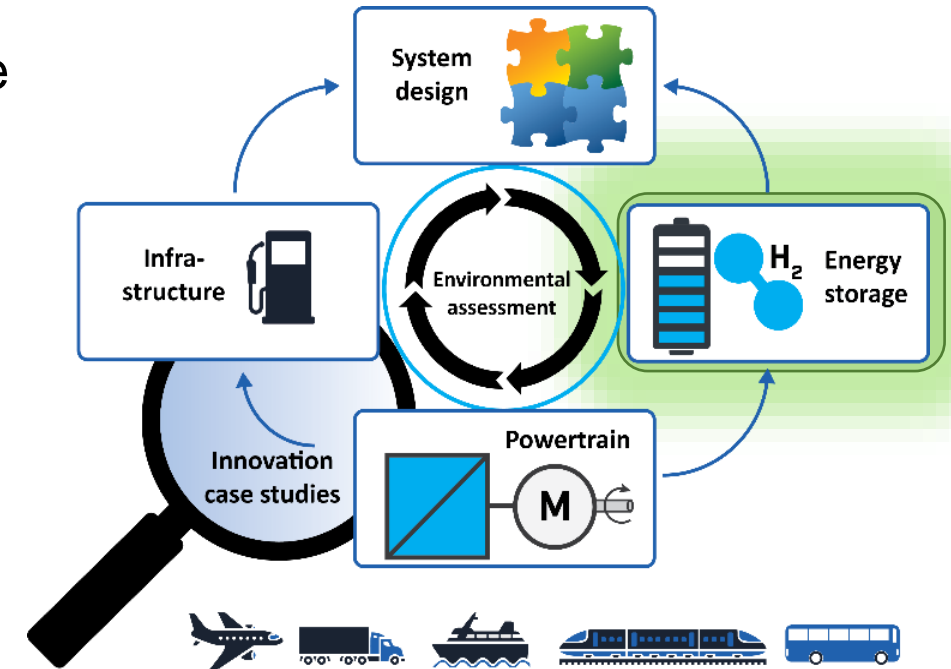 e
System
design
Infra-
structure
Environmental
assessment
H₂
Energy
storage
Innovation
case studies
Powertrain
M